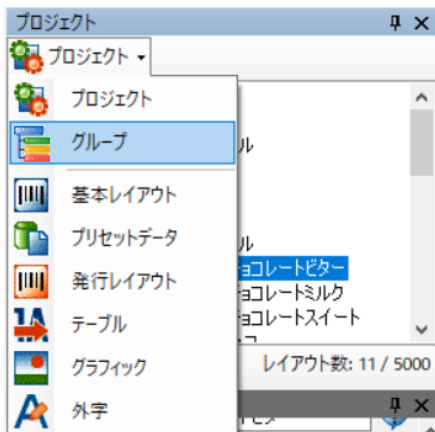 プロジェクト
プロジェクト
プロジェクト
グループ
ル
基本レイアウト
プリセットデータ
ル
ョコレートビター
発行レイアウト
ョコレートミルク
テーブル
ョコレートスイート
グラフィック
レイアウト数: 11 / 5000
外字